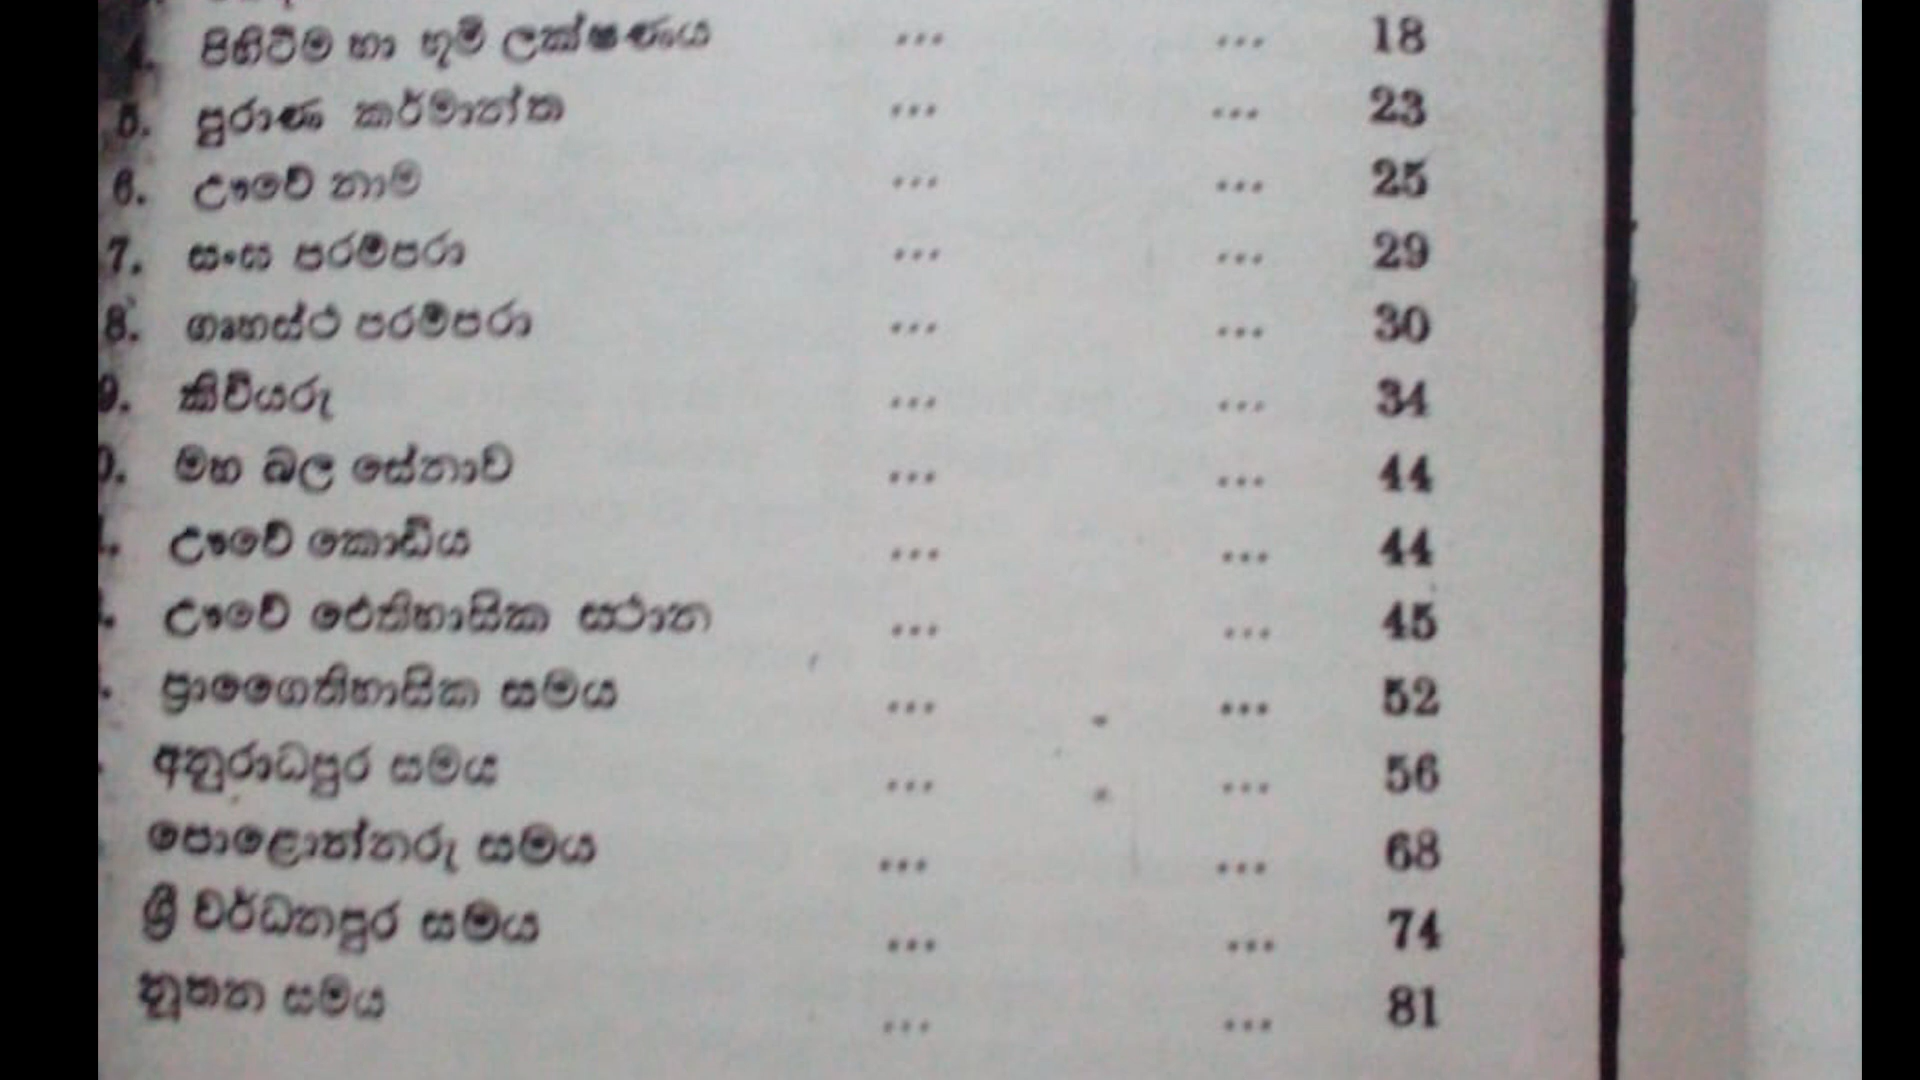 4. පිහිටීම හා භූමි ලක්ෂණය ... ... 18
5. පුරාණ කර්මාන්ත ... ... 23
6. ඌවේ නාම ... ... 25
7. සංඝ පරම්පරා ... ... 29
8. ගෘහස්ථ පරම්පරා ... ... 30
9. කිවියරු ... ... 34
0. මහ බල සේනාව ... ... 44
ඌවේ කොඩිය ... ... 44
ඌවේ ඓතිහාසික ස්ථාන ... ... 45
ප්‍රාගෛතිහාසික සමය ... ... 52
අනුරාධපුර සමය ... ... 56
පොළොන්නරු සමය ... ... 68
ශ්‍රී වර්ධනපුර සමය ... ... 74
නූතන සමය ... ... 81